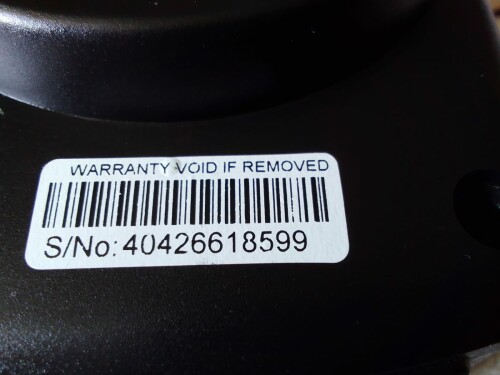 WARRANTY VOID IF REMOVED
S/No: 40426618599